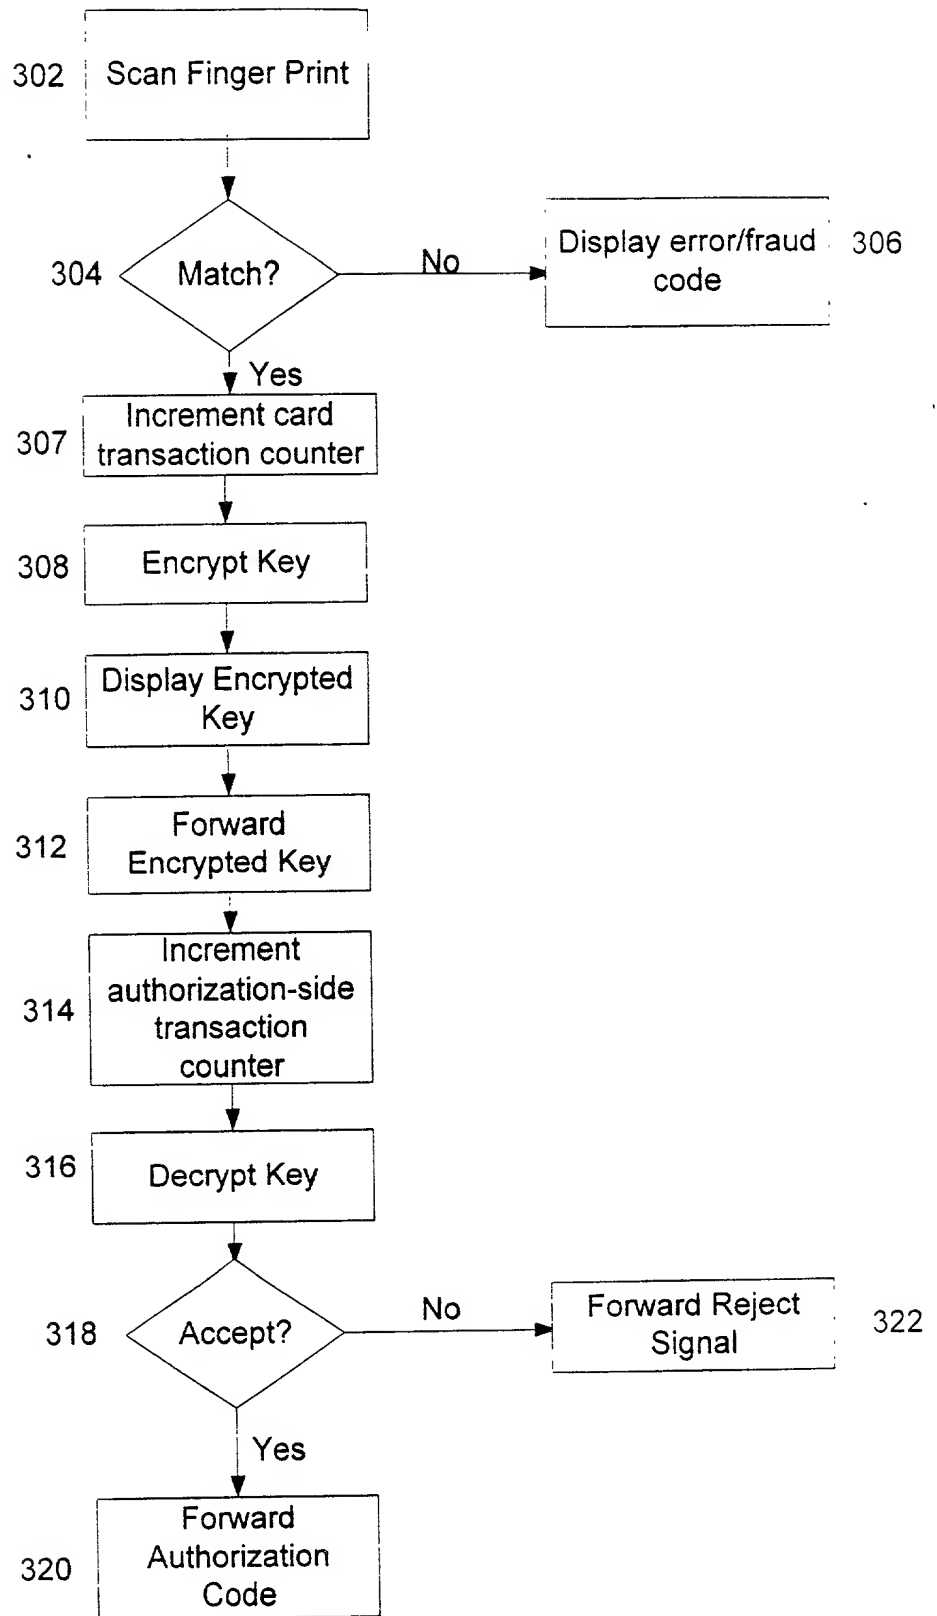 302
Scan Finger Print
304
Match?
No
Display error/fraud
code
306
Yes
307
Increment card
transaction counter
308
Encrypt Key
310
Display Encrypted
Key
312
Forward
Encrypted Key
314
Increment
authorization-side
transaction
counter
316
Decrypt Key
318
Accept?
No
Forward Reject
Signal
322
Yes
320
Forward
Authorization
Code